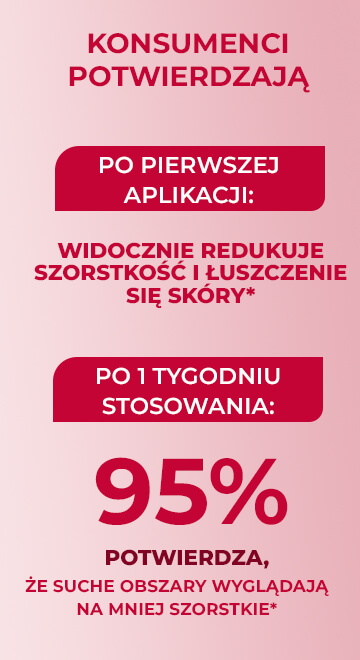 KONSUMENCI
POTWIERDZAJĄ
PO PIERWSZEJ
APLIKACJI:
WIDOCZNIE REDUKUJE
SZORSTKOŚĆ I ŁUSZCZENIE
SIĘ SKÓRY*
PO 1 TYGODNIU
STOSOWANIA:
95%
POTWIERDZA,
ŻE SUCHE OBSZARY WYGLĄDAJĄ
NA MNIEJ SZORSTKIE*